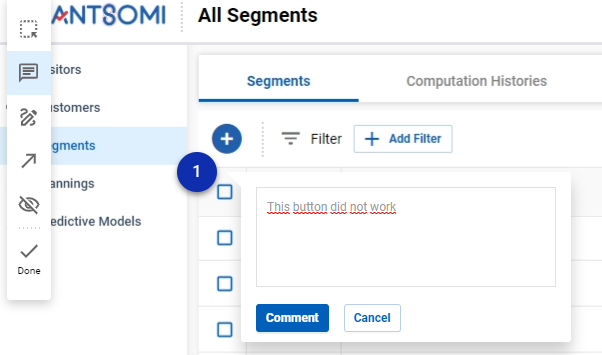 ANTSOMI
All Segments
sitors
ustomers
egments
annings
edictive Models
Done
Segments
Computation Histories
Filter
Add Filter
1
This button did not work
Comment
Cancel